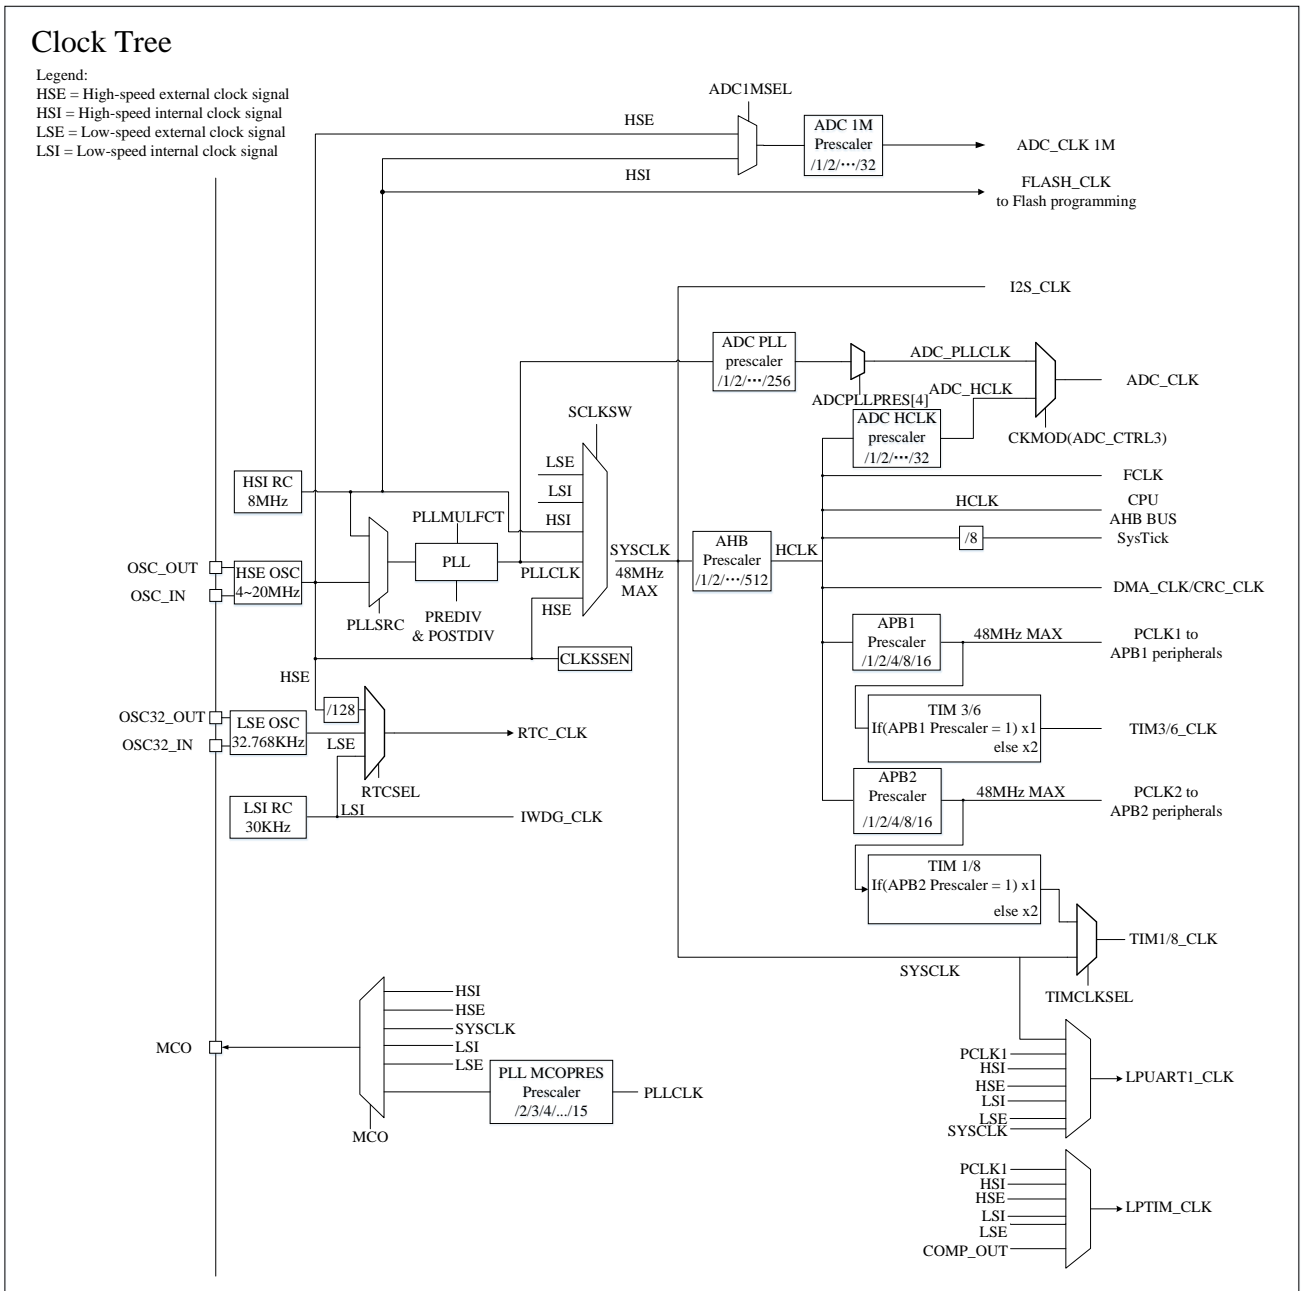 Clock Tree
Legend:
HSE = High-speed external clock signal
HSI = High-speed internal clock signal
LSE = Low-speed external clock signal
LSI = Low-speed internal clock signal
ADC1MSEL
HSE
ADC 1M
Prescaler
/1/2/···/32
ADC_CLK 1M
HSI
FLASH_CLK
to Flash programming
I2S_CLK
ADC PLL
prescaler
/1/2/···/256
ADC_PLLCLK
ADC_CLK
ADCPLLPRES[4]
ADC_HCLK
ADC HCLK
prescaler
/1/2/···/32
CKMOD(ADC_CTRL3)
SCLKSW
LSE
LSI
HSI
PLLCLK
HSE
HSI RC
8MHz
PLLMULFCT
PLL
PREDIV
& POSTDIV
PLLSRC
OSC_OUT
OSC_IN
HSE OSC
4~20MHz
SYSCLK
48MHz
MAX
AHB
Prescaler
/1/2/···/512
HCLK
FCLK
HCLK
CPU
AHB BUS
/8
SysTick
DMA_CLK/CRC_CLK
CLKSSEN
HSE
APB1
Prescaler
/1/2/4/8/16
48MHz MAX
PCLK1 to
APB1 peripherals
TIM 3/6
If(APB1 Prescaler = 1) x1
else x2
TIM3/6_CLK
/128
OSC32_OUT
OSC32_IN
LSE OSC
32.768KHz
LSE
RTC_CLK
RTCSEL
LSI RC
30KHz
LSI
IWDG_CLK
APB2
Prescaler
/1/2/4/8/16
48MHz MAX
PCLK2 to
APB2 peripherals
TIM 1/8
If(APB2 Prescaler = 1) x1
else x2
TIM1/8_CLK
SYSCLK
TIMCLKSEL
MCO
HSI
HSE
SYSCLK
LSI
LSE
PLL MCOPRES
Prescaler
/2/3/4/.../15
PLLCLK
MCO
PCLK1
HSI
HSE
LSI
LSE
SYSCLK
LPUART1_CLK
PCLK1
HSI
HSE
LSI
LSE
COMP_OUT
LPTIM_CLK